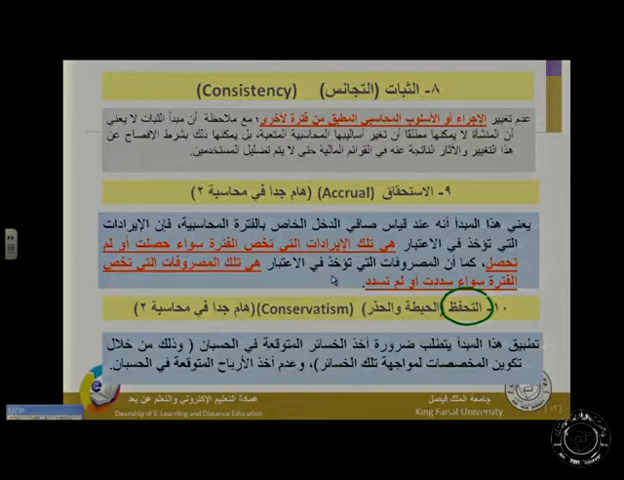 ٨- الثبات (التجانس) (Consistency)
عدم تغيير الإجراء أو الأسلوب المحاسبي المطبق من فترة لأخرى؛ مع ملاحظة أن مبدأ الثبات لا يعني
أن المنشأة لا يمكنها مطلقا أن تغير أساليبها المحاسبية المتبعة، بل يمكنها ذلك بشرط الإفصاح عن
هذا التغيير والآثار الناتجة عنه في القوائم المالية حتى لا يتم تضليل المستخدمين.
٩- الاستحقاق (Accrual) (هام جدا في محاسبة ٢)
يعني هذا المبدأ أنه عند قياس صافي الدخل الخاص بالفترة المحاسبية، فإن الإيرادات
التي تؤخذ في الاعتبار هي تلك الإيرادات التي تخص الفترة سواء حصلت أو لم
تحصل، كما أن المصروفات التي تؤخذ في الاعتبار هي تلك المصروفات التي تخص
الفترة سواء سددت أو لم تسدد.
١٠- التحفظ (الحيطة والحذر) (Conservatism)(هام جدا في محاسبة ٢)
تطبيق هذا المبدأ يتطلب ضرورة أخذ الخسائر المتوقعة في الحسبان ( وذلك من خلال
تكوين المخصصات لمواجهة تلك الخسائر)، وعدم أخذ الأرباح المتوقعة في الحسبان.
جامعة الملك فيصل
King Faisal University
عمادة التعليم الإلكتروني والتعلم عن بعد
Deanship of E-Learning and Distance Education